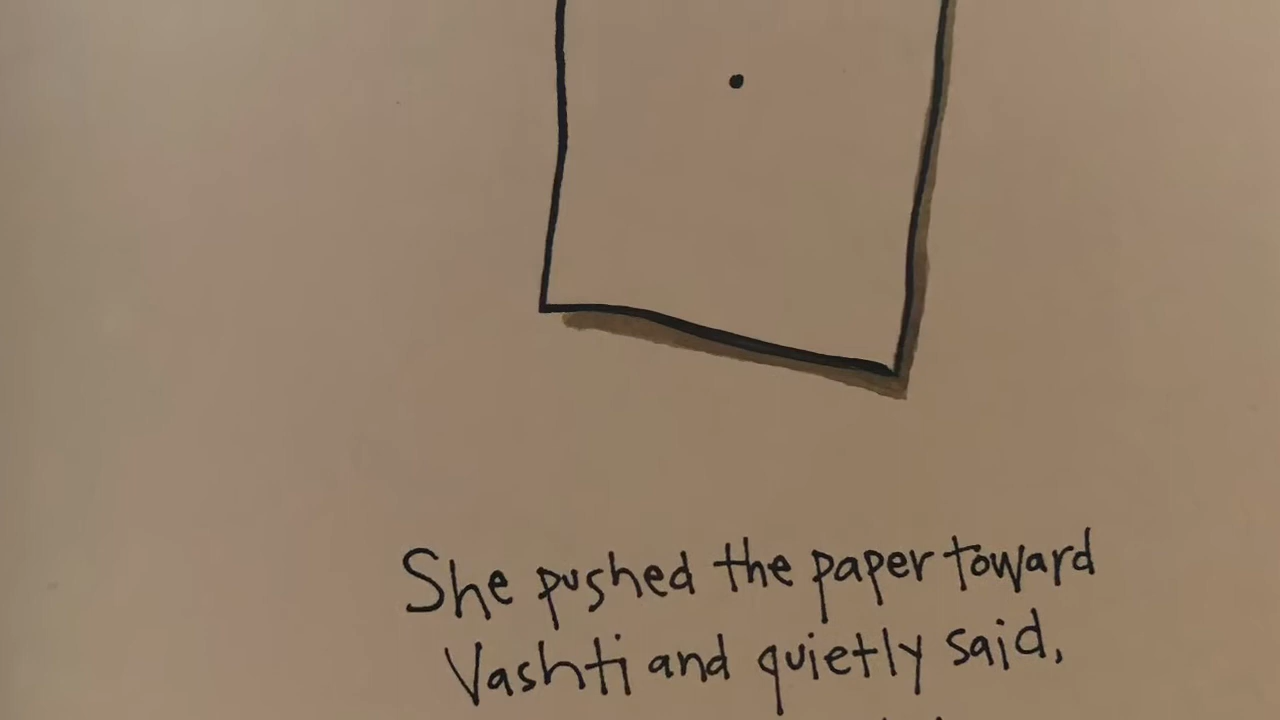 She pushed the paper toward
Vashti and quietly said,